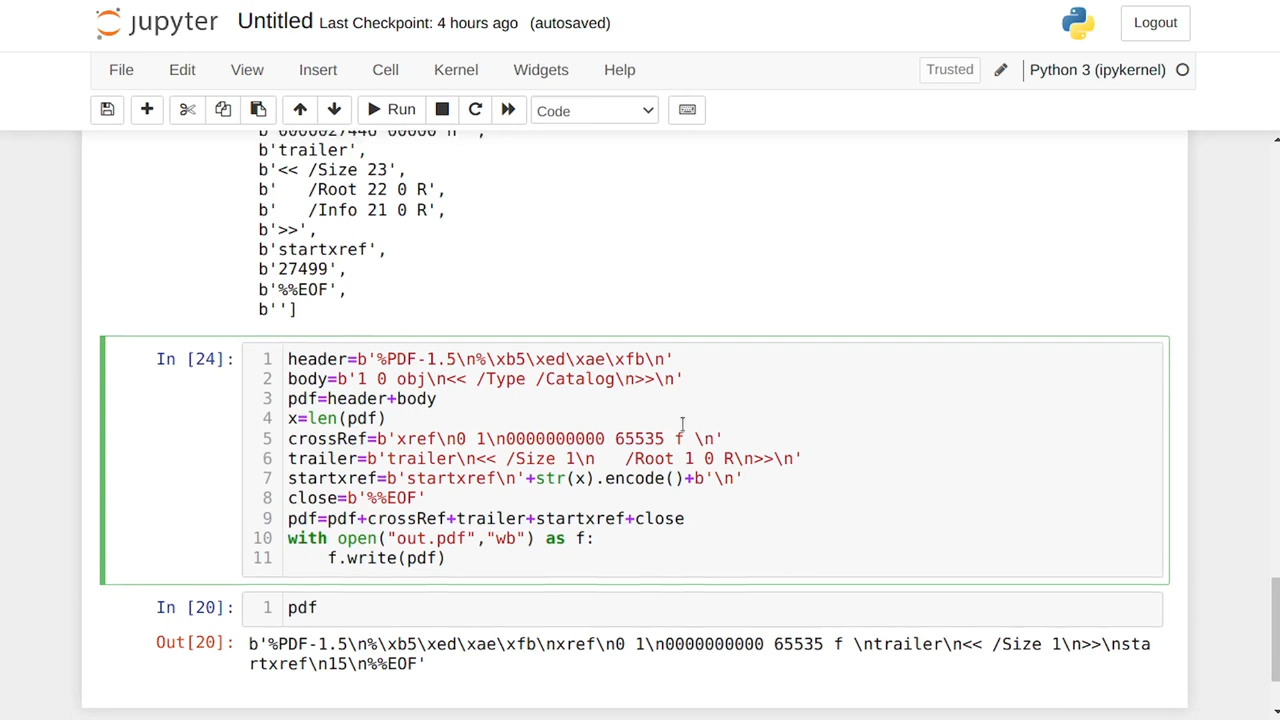 jupyter Untitled Last Checkpoint: 4 hours ago (autosaved) Logout
File Edit View Insert Cell Kernel Widgets Help Trusted Python 3 (ipykernel)
Run Code
b'0000027446 00000 n ',
b'trailer',
b'<< /Size 23',
b'   /Root 22 0 R',
b'   /Info 21 0 R',
b'>>',
b'startxref',
b'27499',
b'%%EOF',
b'']
In [24]: 1 header=b'%PDF-1.5\n%\xb5\xed\xae\xfb\n'
2 body=b'1 0 obj\n<< /Type /Catalog\n>>\n'
3 pdf=header+body
4 x=len(pdf)
5 crossRef=b'xref\n0 1\n0000000000 65535 f \n'
6 trailer=b'trailer\n<< /Size 1\n   /Root 1 0 R\n>>\n'
7 startxref=b'startxref\n'+str(x).encode()+b'\n'
8 close=b'%%EOF'
9 pdf=pdf+crossRef+trailer+startxref+close
10 with open("out.pdf","wb") as f:
11     f.write(pdf)
In [20]: 1 pdf
Out[20]: b'%PDF-1.5\n%\xb5\xed\xae\xfb\nxref\n0 1\n0000000000 65535 f \ntrailer\n<< /Size 1\n>>\nsta
rtxref\n15\n%%EOF'